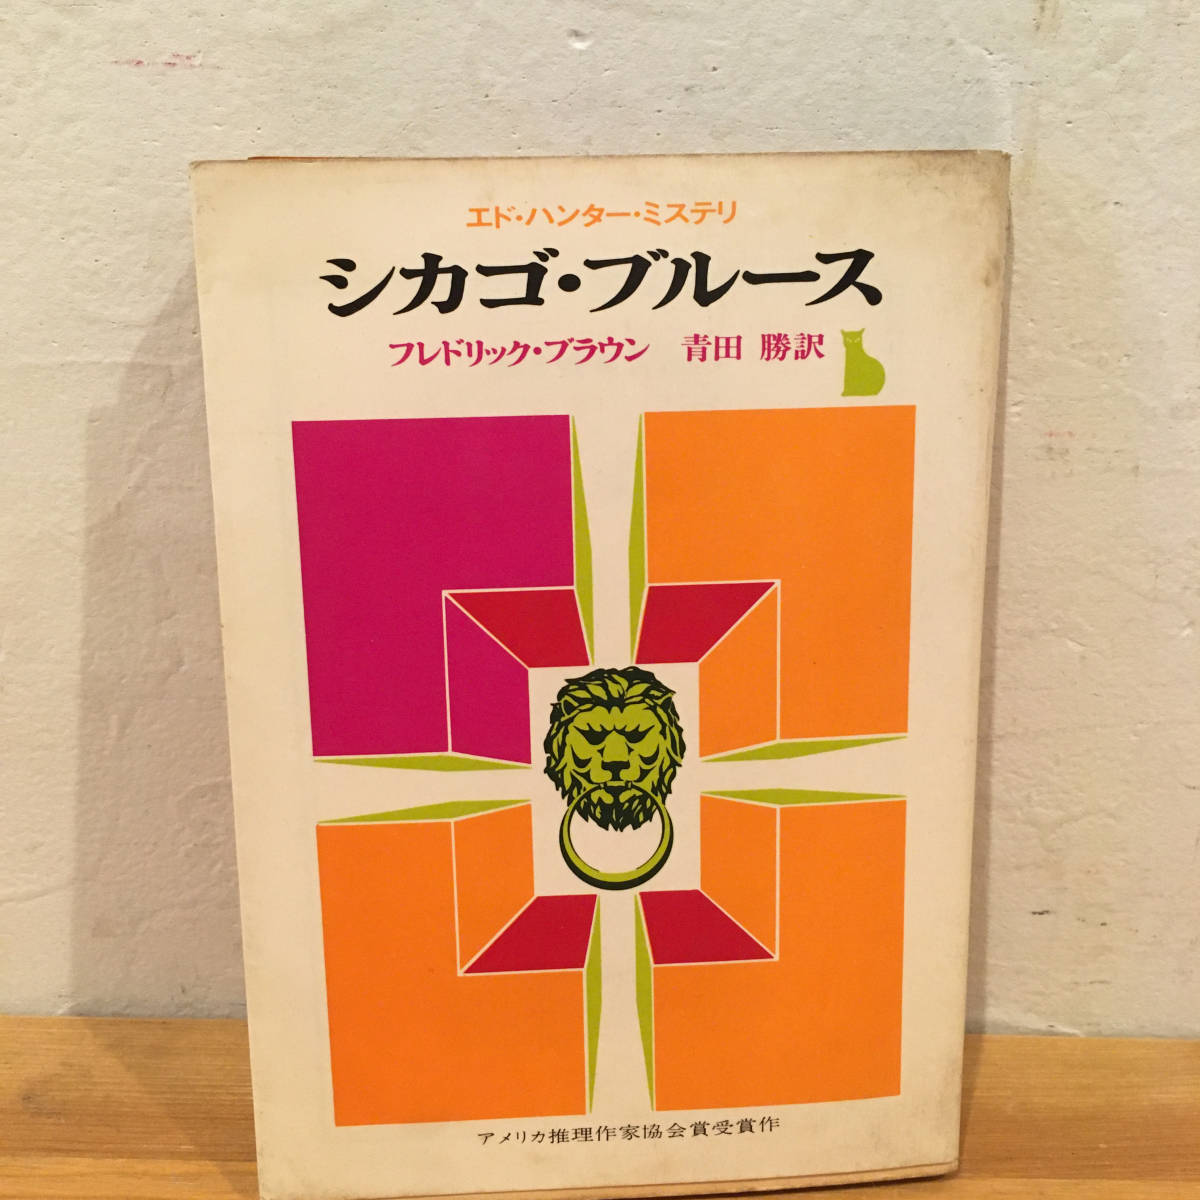 エド・ハンター・ミステリ
シカゴ・ブルース
フレドリック・ブラウン 青田 勝訳
アメリカ推理作家協会賞受賞作